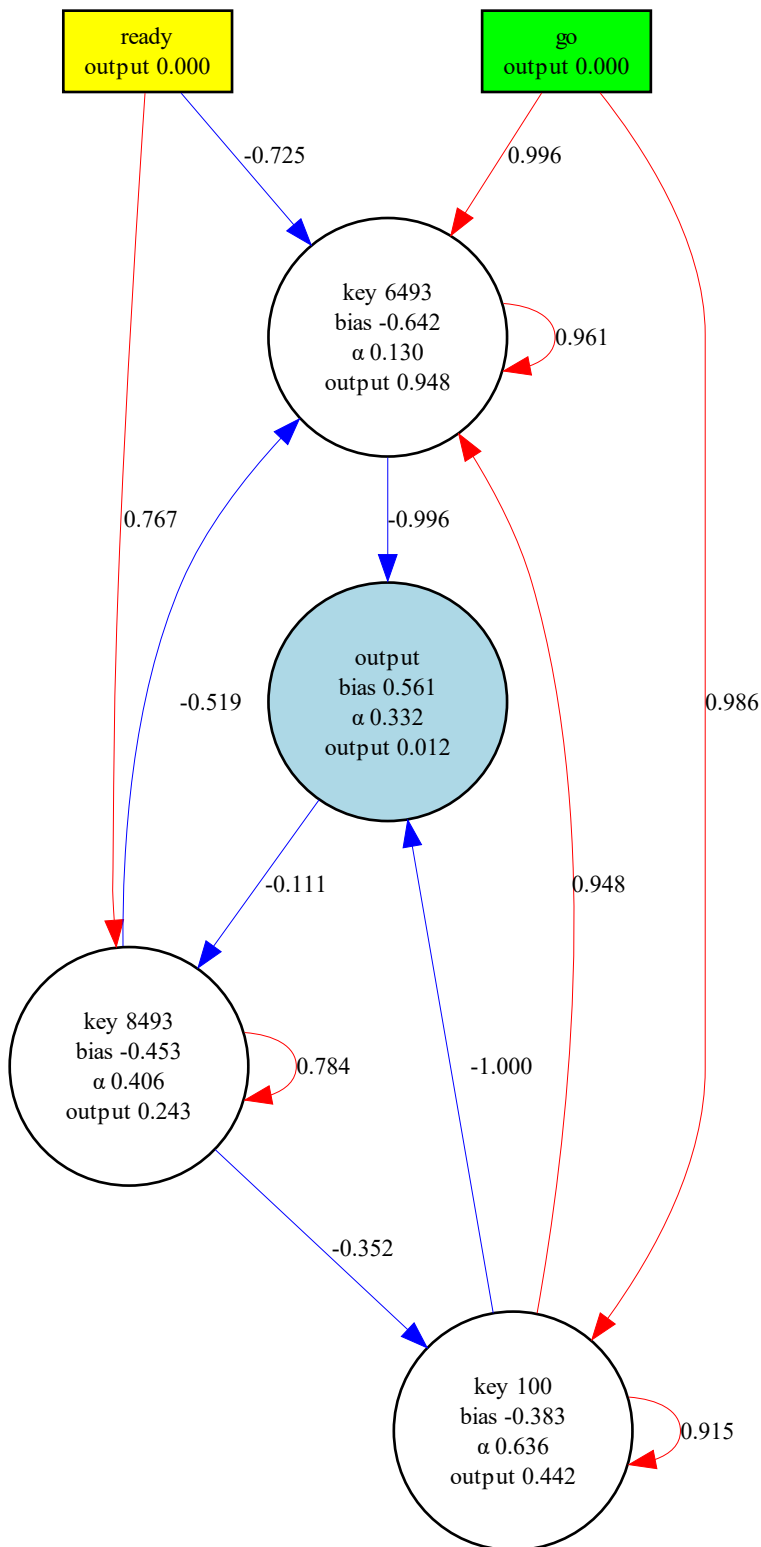 ready
output 0.000
go
output 0.000
-0.725
0.996
key 6493
bias -0.642
α 0.130
output 0.948
0.961
0.767
-0.996
-0.519
output
bias 0.561
α 0.332
output 0.012
0.986
-0.111
0.948
key 8493
bias -0.453
α 0.406
output 0.243
0.784
-1.000
-0.352
key 100
bias -0.383
α 0.636
output 0.442
0.915